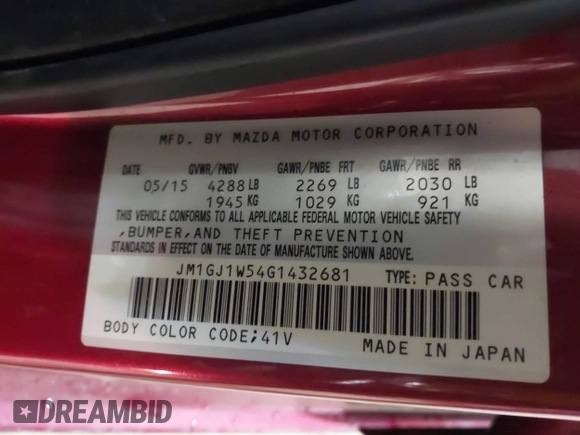 MFD. BY MAZDA MOTOR CORPORATION
DATE GVWR/PNBV GAWR/PNBE FRT GAWR/PNBE RR
05/15 4288 LB 2269 LB 2030 LB
1945 KG 1029 KG 921 KG
THIS VEHICLE CONFORMS TO ALL APPLICABLE FEDERAL MOTOR VEHICLE SAFETY
,BUMPER,AND THEFT PREVENTION
STANDARDS IN EFFECT ON THE DATE OF MANUFACTURE SHOWN ABOVE.
JM1GJ1W54G1432681 TYPE: PASS CAR
BODY COLOR CODE;41V
MADE IN JAPAN
DREAMBID